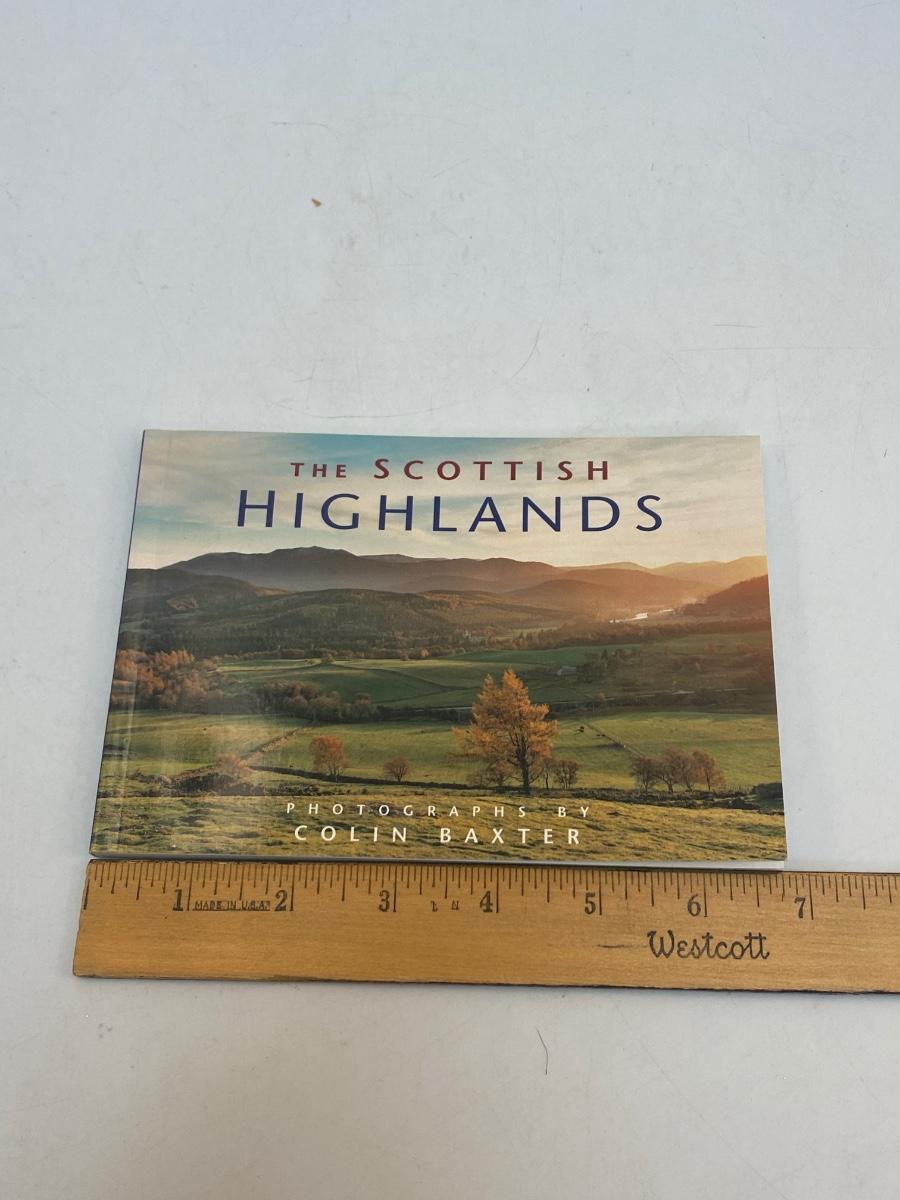 THE SCOTTISH
HIGHLANDS
PHOTOGRAPHS BY
COLIN BAXTER
1 MADE IN U.S.A. 2 3 4 5 6 7
Westcott